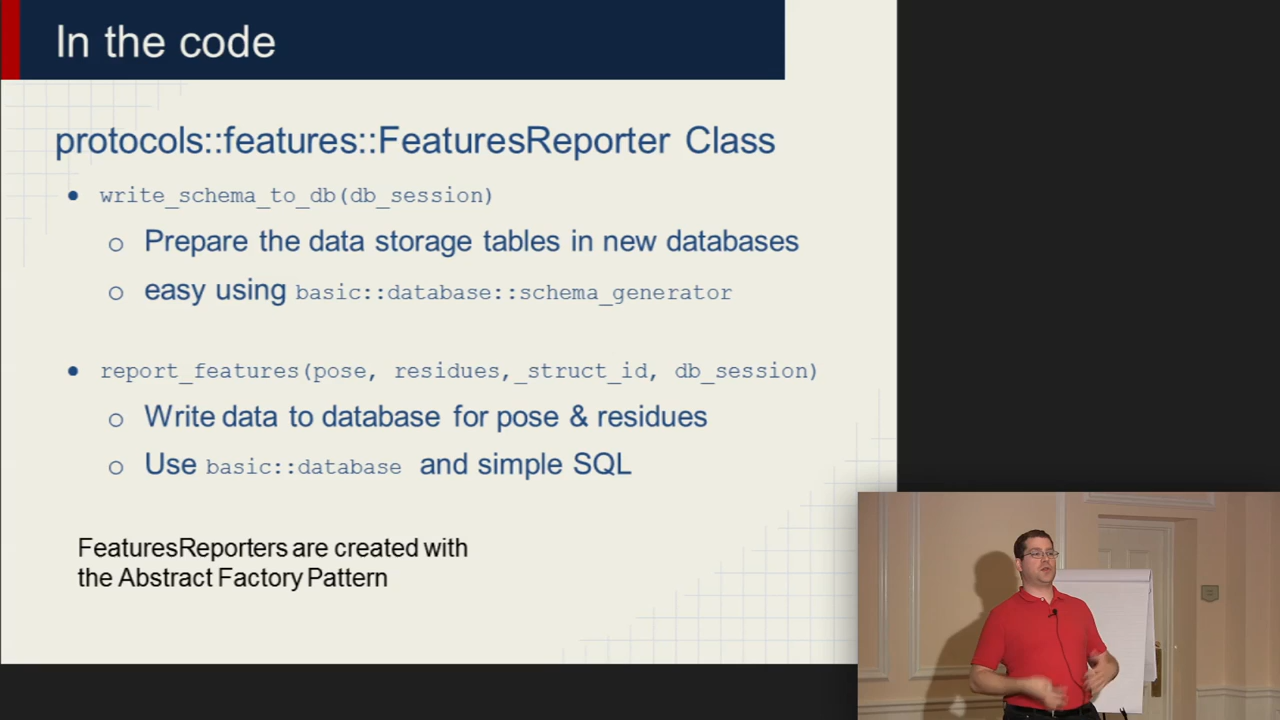 In the code
protocols::features::FeaturesReporter Class
● write_schema_to_db(db_session)
○ Prepare the data storage tables in new databases
○ easy using basic::database::schema_generator
● report_features(pose, residues,_struct_id, db_session)
○ Write data to database for pose & residues
○ Use basic::database and simple SQL
FeaturesReporters are created with
the Abstract Factory Pattern